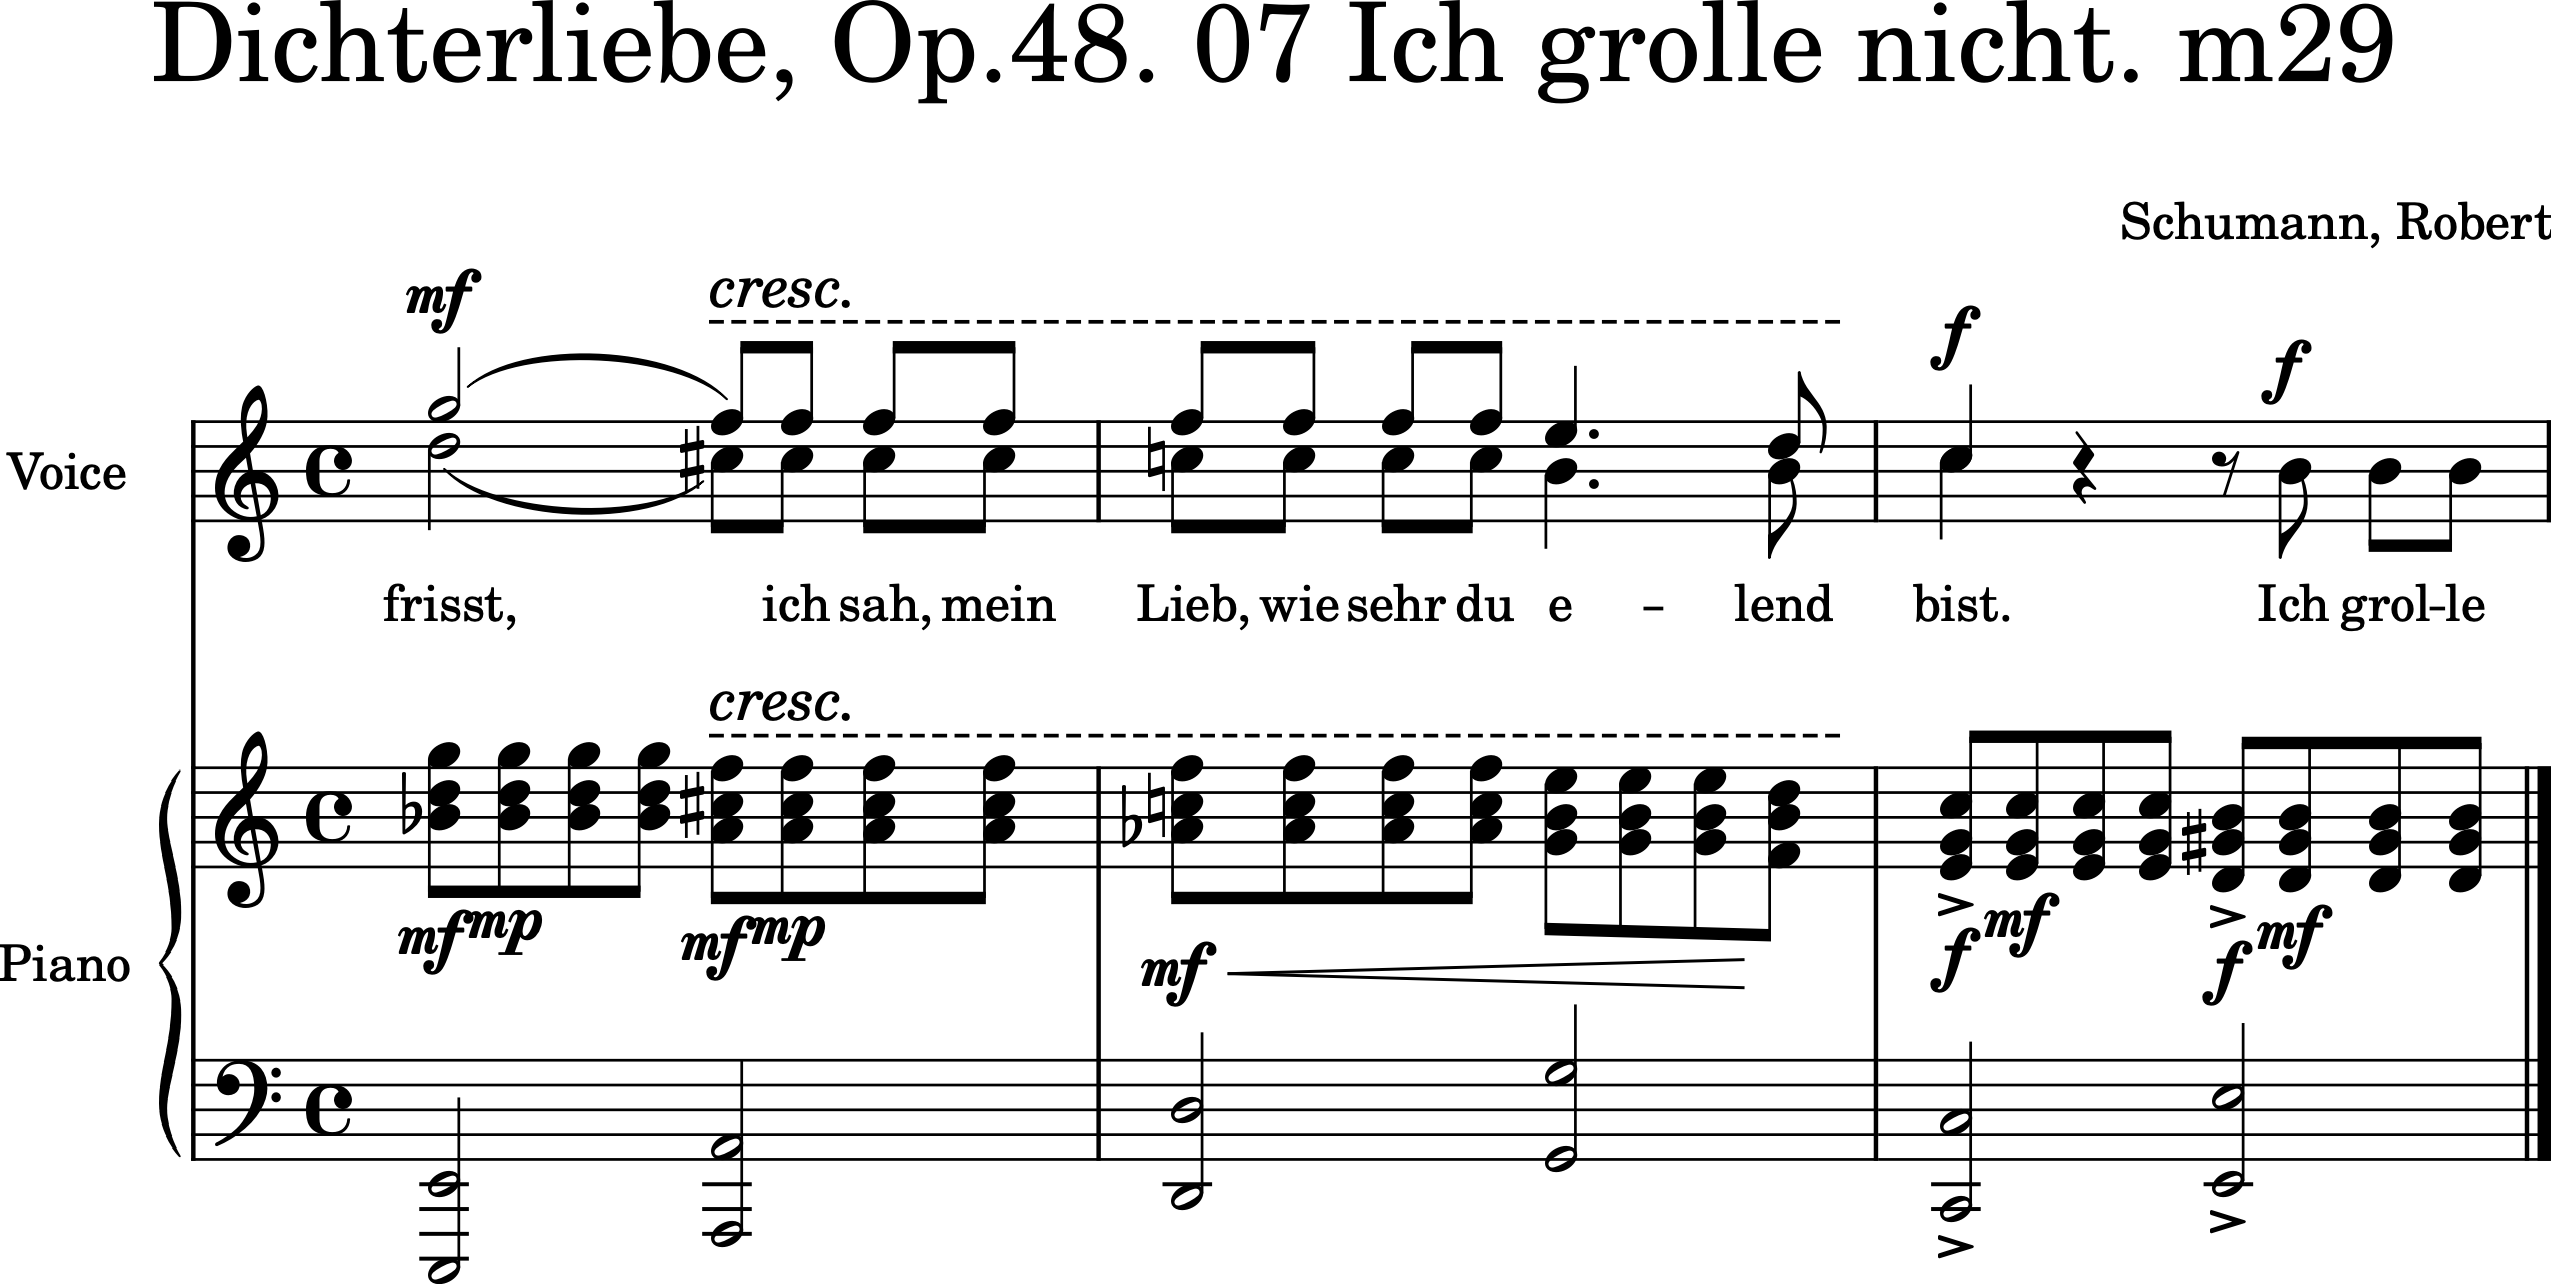 Dichterliebe, Op.48. 07 Ich grolle nicht. m29
Schumann, Robert
mf cresc. f f
Voice
frisst, ich sah, mein Lieb, wie sehr du e - lend bist. Ich grol-le
cresc.
mf mp mf mp mf f mf f mf
Piano